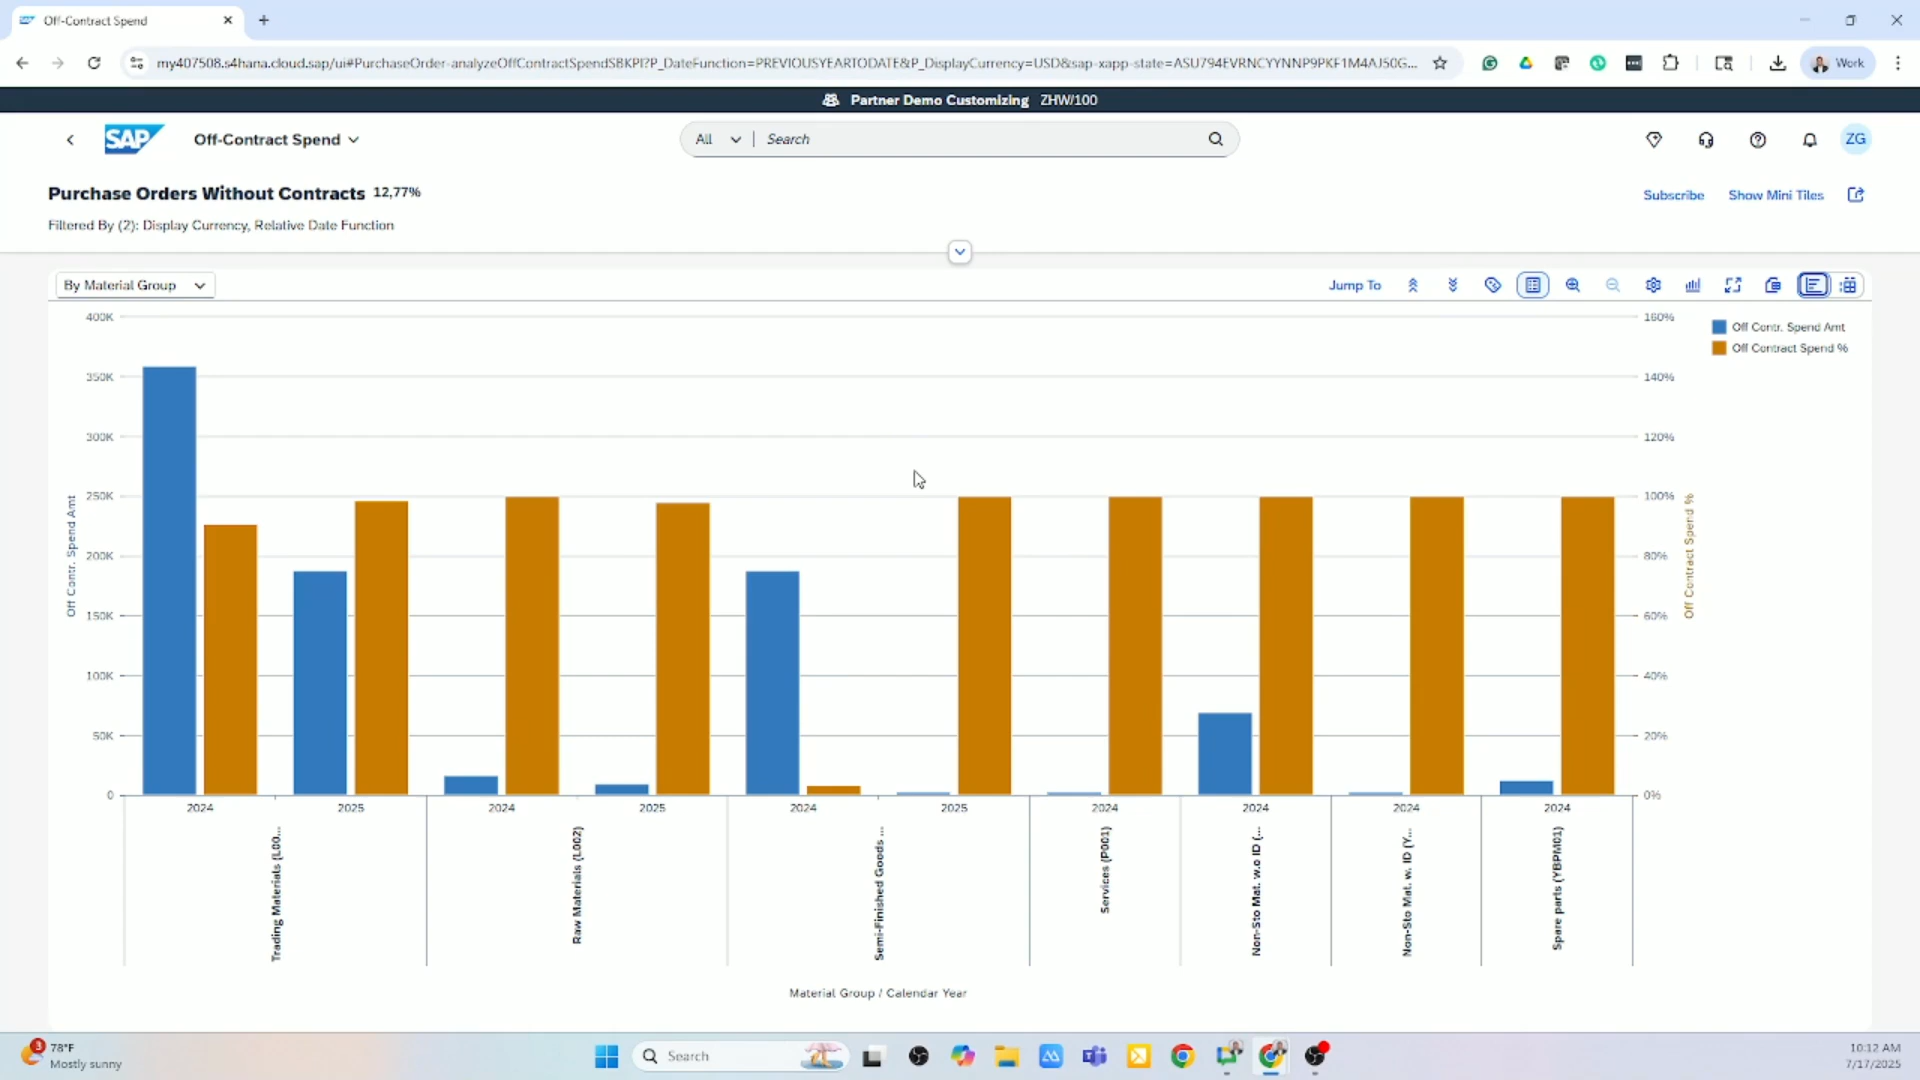 Off-Contract Spend
my407508.s4hana.cloud.sap/ui#PurchaseOrder-analyzeOffContractSpendSBKPI?P_DateFunction=PREVIOUSYEARTODATE&P_DisplayCurrency=USD&sap-xapp-state=ASU794EVRNCYYNNP9PKF1M4AJ50G...
Work
Partner Demo Customizing ZHW/100
SAP
Off-Contract Spend
All
Search
ZG
Purchase Orders Without Contracts 12,77%
Subscribe
Show Mini Tiles
Filtered By (2): Display Currency, Relative Date Function
By Material Group
Jump To
400K
350K
300K
250K
200K
150K
100K
50K
0
Off Contr. Spend Amt
160%
140%
120%
100%
80%
60%
40%
20%
0%
Off Contract Spend %
Off Contr. Spend Amt
Off Contract Spend %
2024
2025
2024
2025
2024
2025
2024
2024
2024
2024
Trading Materials (L00...
Raw Materials (L002)
Semi-Finished Goods ...
Services (P001)
Non-Sto Mat. w.o ID (...
Non-Sto Mat. w. ID (Y...
Spare parts (YBPM01)
Material Group / Calendar Year
3
78°F
Mostly sunny
Search
10:12 AM
7/17/2025